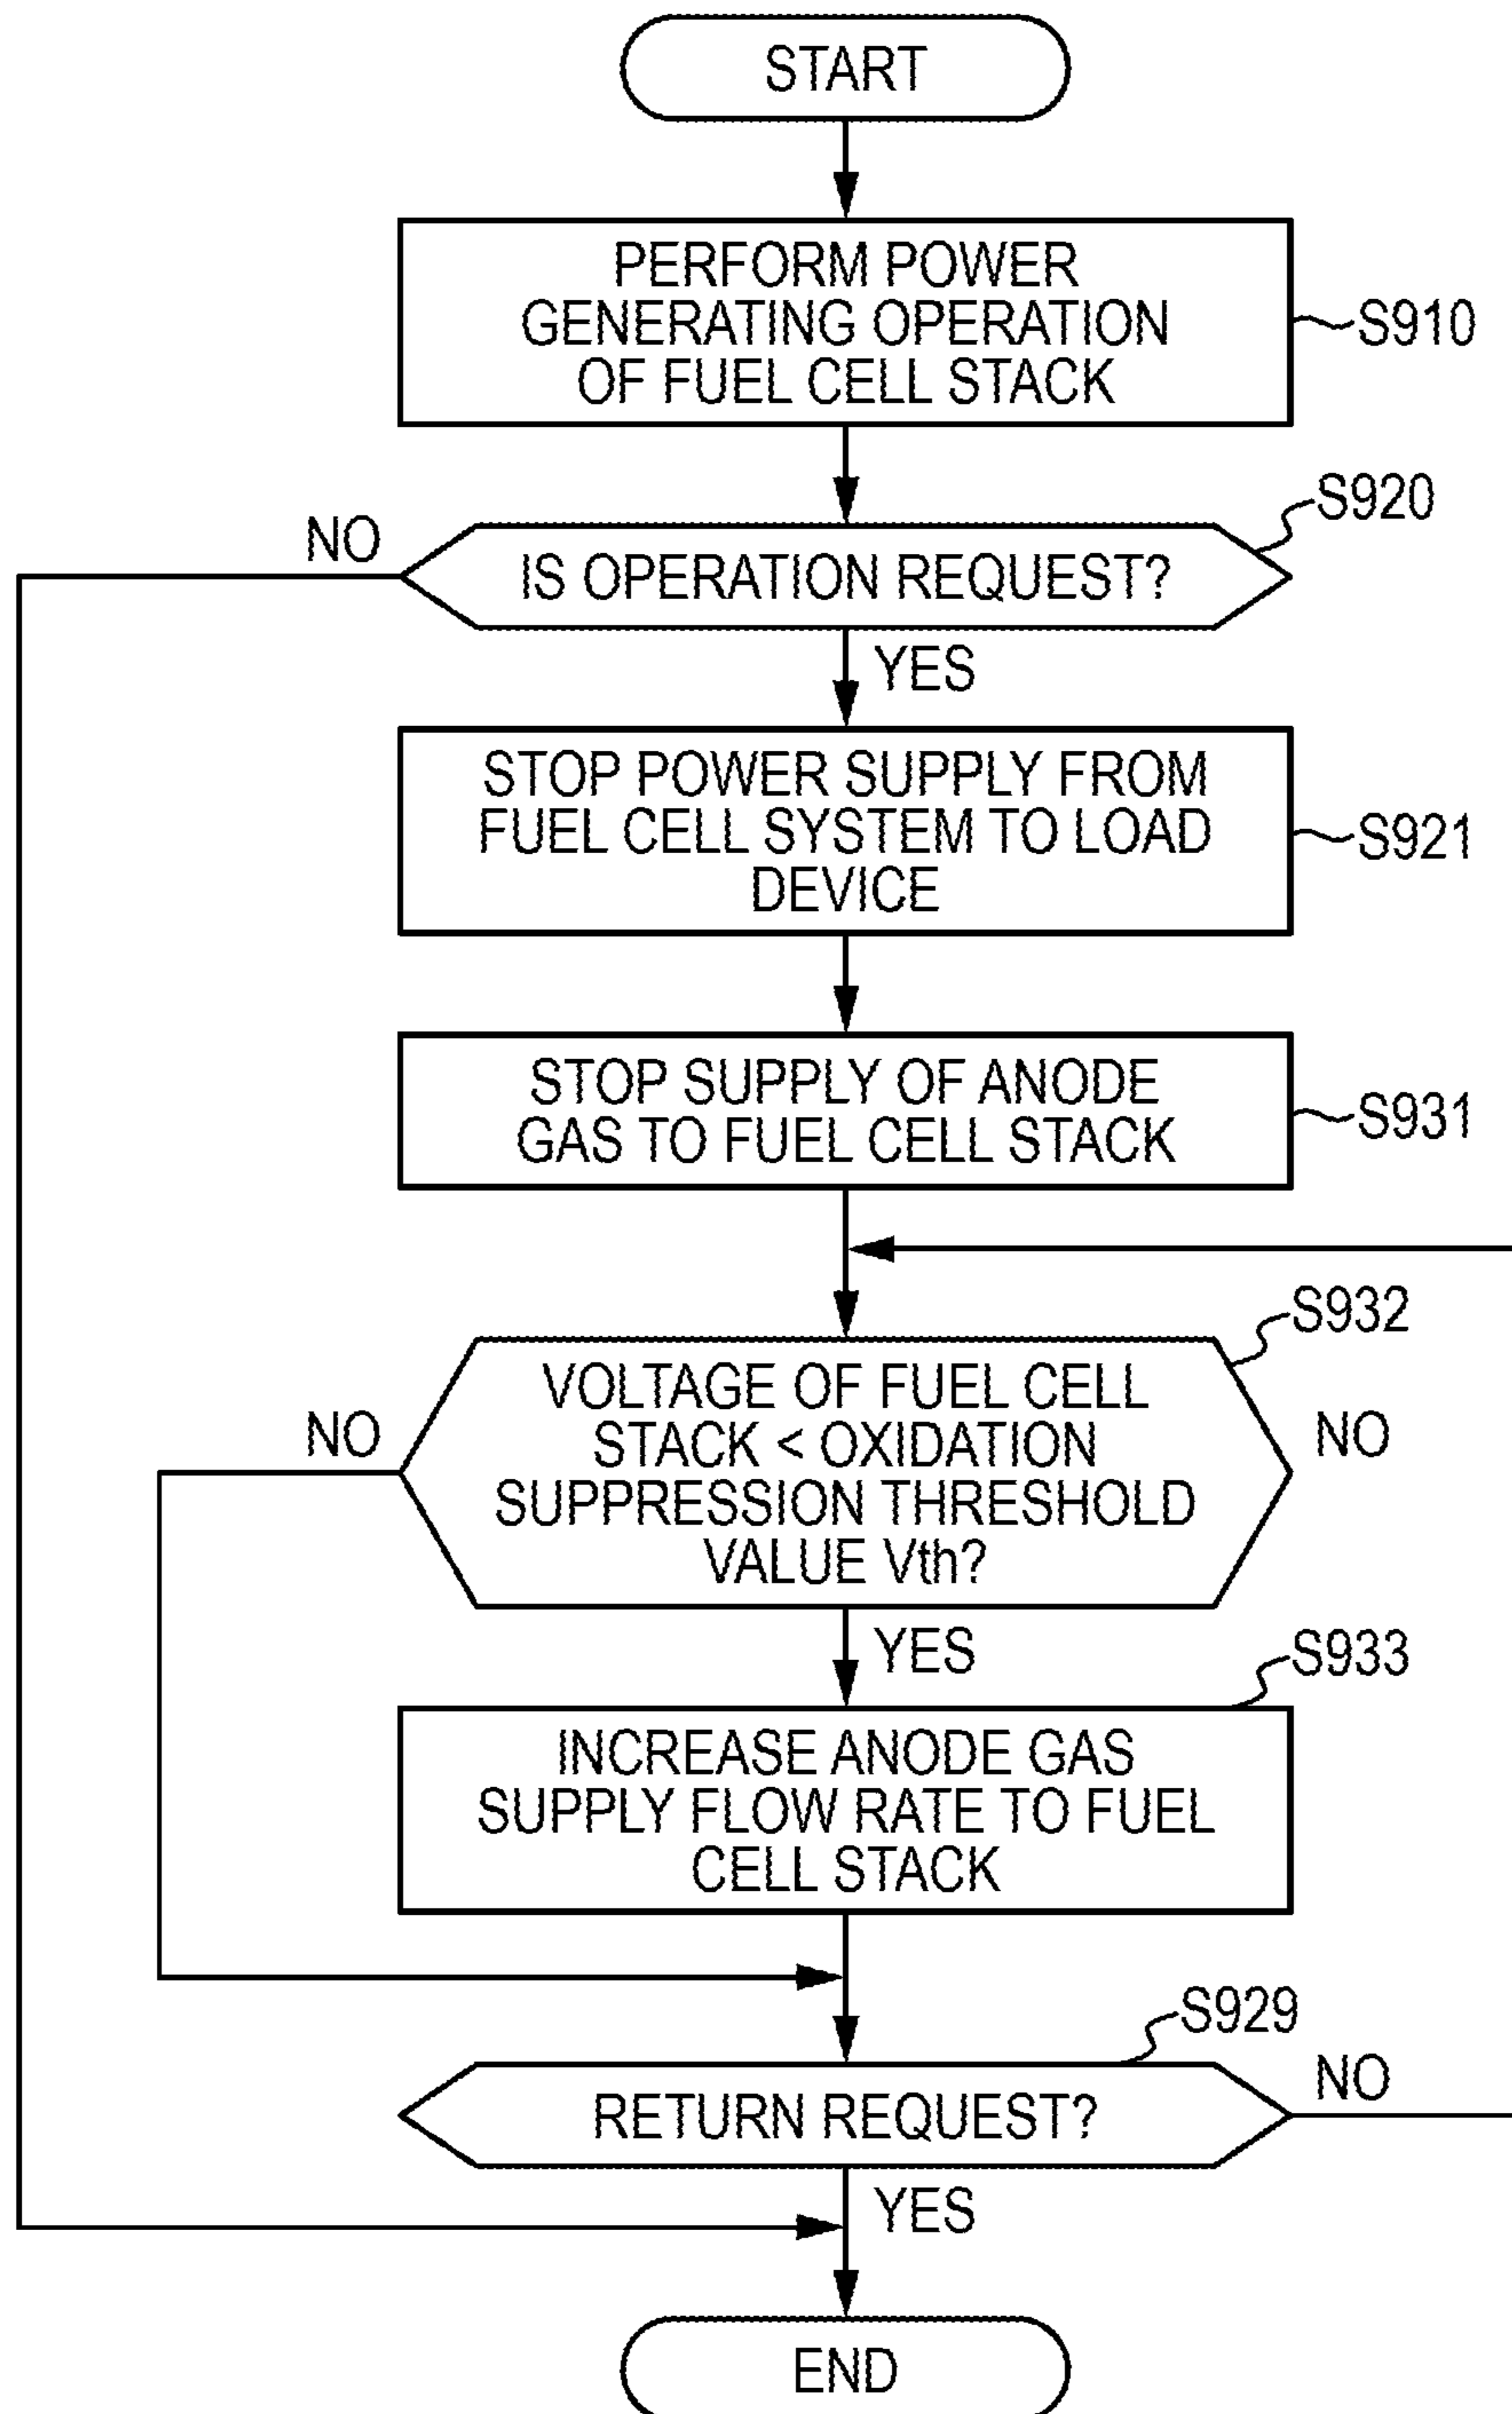 START
PERFORM POWER
GENERATING OPERATION
OF FUEL CELL STACK
S910
S920
NO
IS OPERATION REQUEST?
YES
STOP POWER SUPPLY FROM
FUEL CELL SYSTEM TO LOAD
DEVICE
S921
STOP SUPPLY OF ANODE
GAS TO FUEL CELL STACK
S931
S932
NO
VOLTAGE OF FUEL CELL
STACK < OXIDATION
SUPPRESSION THRESHOLD
VALUE Vth?
NO
YES
S933
INCREASE ANODE GAS
SUPPLY FLOW RATE TO FUEL
CELL STACK
S929
RETURN REQUEST?
NO
YES
END